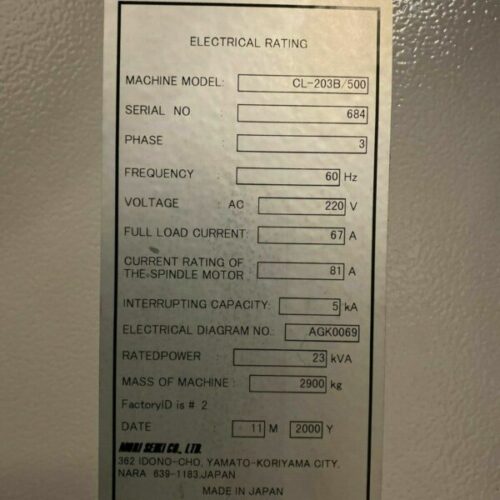 ELECTRICAL RATING
MACHINE MODEL: CL-203B/500
SERIAL NO : 684
PHASE : 3
FREQUENCY : 60 Hz
VOLTAGE : AC 220 V
FULL LOAD CURRENT: 67 A
CURRENT RATING OF
THE SPINDLE MOTOR : 81 A
INTERRUPTING CAPACITY: 5 kA
ELECTRICAL DIAGRAM NO.: AGK0069
RATEDPOWER : 23 kVA
MASS OF MACHINE : 2900 kg
FactoryID is # 2
DATE : 11 M 2000 Y
MORI SEIKI CO., LTD.
362 IDONO-CHO, YAMATO-KORIYAMA CITY,
NARA 639-1183,JAPAN
MADE IN JAPAN